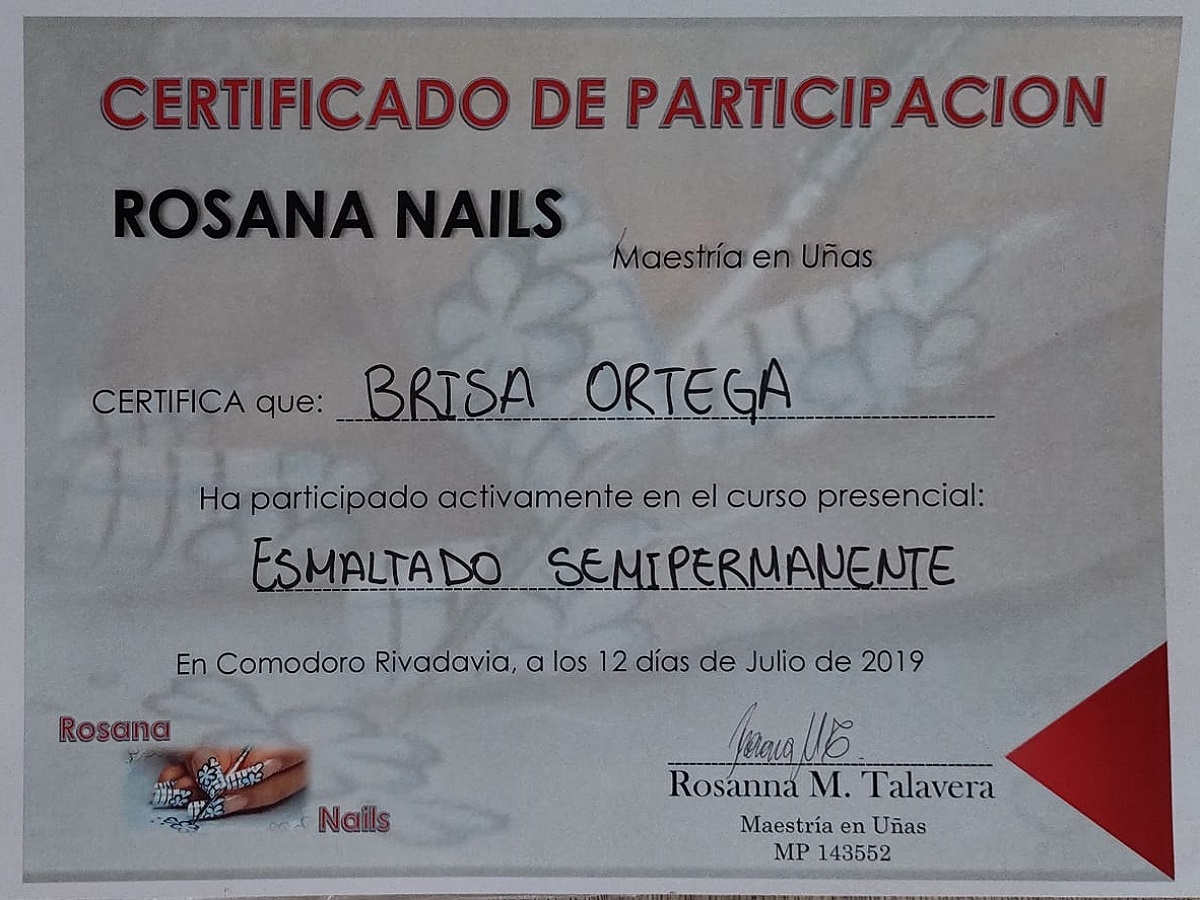 CERTIFICADO DE PARTICIPACION
ROSANA NAILS
Maestría en Uñas
CERTIFICA que: BRISA ORTEGA
Ha participado activamente en el curso presencial:
ESMALTADO SEMIPERMANENTE
En Comodoro Rivadavia, a los 12 días de Julio de 2019
Rosana
Nails
Rosanna M. Talavera
Maestría en Uñas
MP 143552